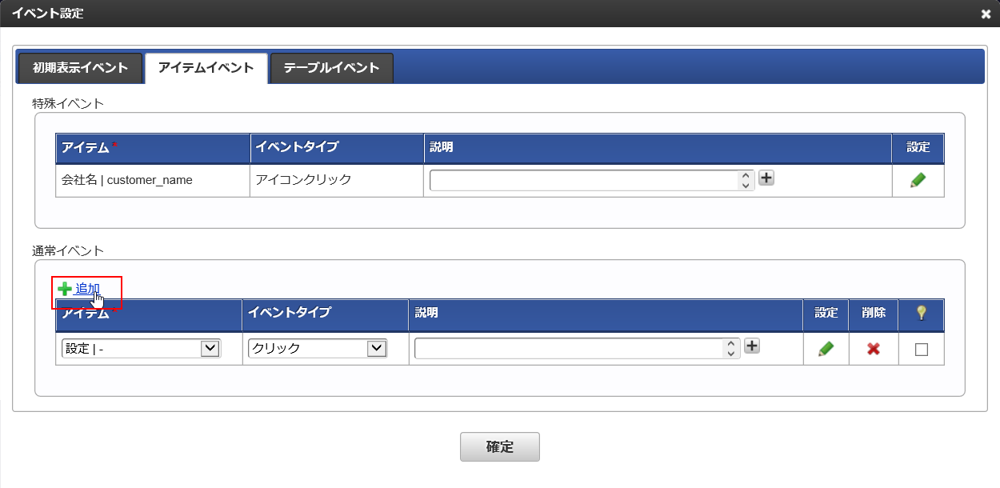 イベント設定
初期表示イベント アイテムイベント テーブルイベント
特殊イベント
アイテム* イベントタイプ 説明 設定
会社名 | customer_name アイコンクリック
通常イベント
追加
アイテム* イベントタイプ 説明 設定 削除
設定 | - クリック
確定